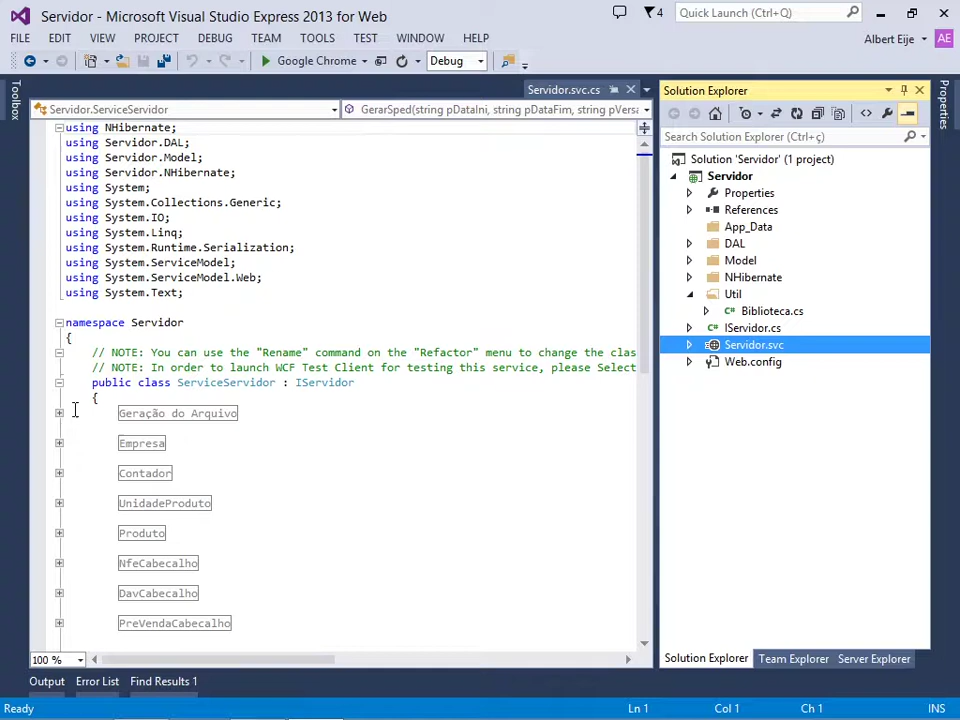 Servidor - Microsoft Visual Studio Express 2013 for Web
4
Quick Launch (Ctrl+Q)
FILE EDIT VIEW PROJECT DEBUG TEAM TOOLS TEST WINDOW HELP
Albert Eije AE
Google Chrome Debug
Toolbox
Servidor.svc.cs
Servidor.ServiceServidor
GerarSped(string pDataIni, string pDataFim, string pVersa
using NHibernate;
using Servidor.DAL;
using Servidor.Model;
using Servidor.NHibernate;
using System;
using System.Collections.Generic;
using System.IO;
using System.Linq;
using System.Runtime.Serialization;
using System.ServiceModel;
using System.ServiceModel.Web;
using System.Text;
namespace Servidor
{
// NOTE: You can use the "Rename" command on the "Refactor" menu to change the clas
// NOTE: In order to launch WCF Test Client for testing this service, please Select
public class ServiceServidor : IServidor
{
Geração do Arquivo
Empresa
Contador
UnidadeProduto
Produto
NfeCabecalho
DavCabecalho
PreVendaCabecalho
100 %
Solution Explorer
Search Solution Explorer (Ctrl+ç)
Solution 'Servidor' (1 project)
Servidor
Properties
References
App_Data
DAL
Model
NHibernate
Util
Biblioteca.cs
IServidor.cs
Servidor.svc
Web.config
Solution Explorer Team Explorer Server Explorer
Properties
Output Error List Find Results 1
Ready Ln 1 Col 1 Ch 1 INS